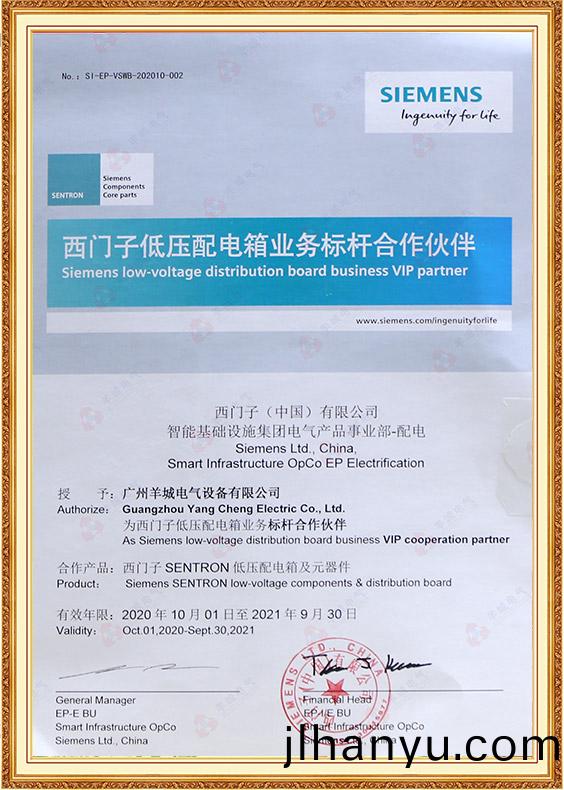 No.：SI-EP-VSWB-202010-002
SIEMENS
Ingenuity for life
SENTRON
Siemens
Components
Core parts
西门子低压配电箱业务标杆合作伙伴
Siemens low-voltage distribution board business VIP partner
www.siemens.com/ingenuityforlife
西门子（中国）有限公司
智能基础设施集团电气产品事业部-配电
Siemens Ltd., China,
Smart Infrastructure OpCo EP Electrification
授 予：广州羊城电气设备有限公司
Authorize: Guangzhou Yang Cheng Electric Co., Ltd.
为西门子低压配电箱业务标杆合作伙伴
As Siemens low-voltage distribution board business VIP cooperation partner
合作产品：西门子 SENTRON 低压配电箱及元器件
Product: Siemens SENTRON low-voltage components & distribution board
有效年限：2020 年 10 月 01 日至 2021 年 9 月 30 日
Validity: Oct.01,2020-Sept.30,2021
SIEMENS LTD., CHINA
General Manager
EP-E BU
Smart Infrastructure OpCo
Siemens Ltd., China
Financial Head
EP-I-E BU
Smart Infrastructure OpCo
Siemens Ltd., China
jlhanyu.com